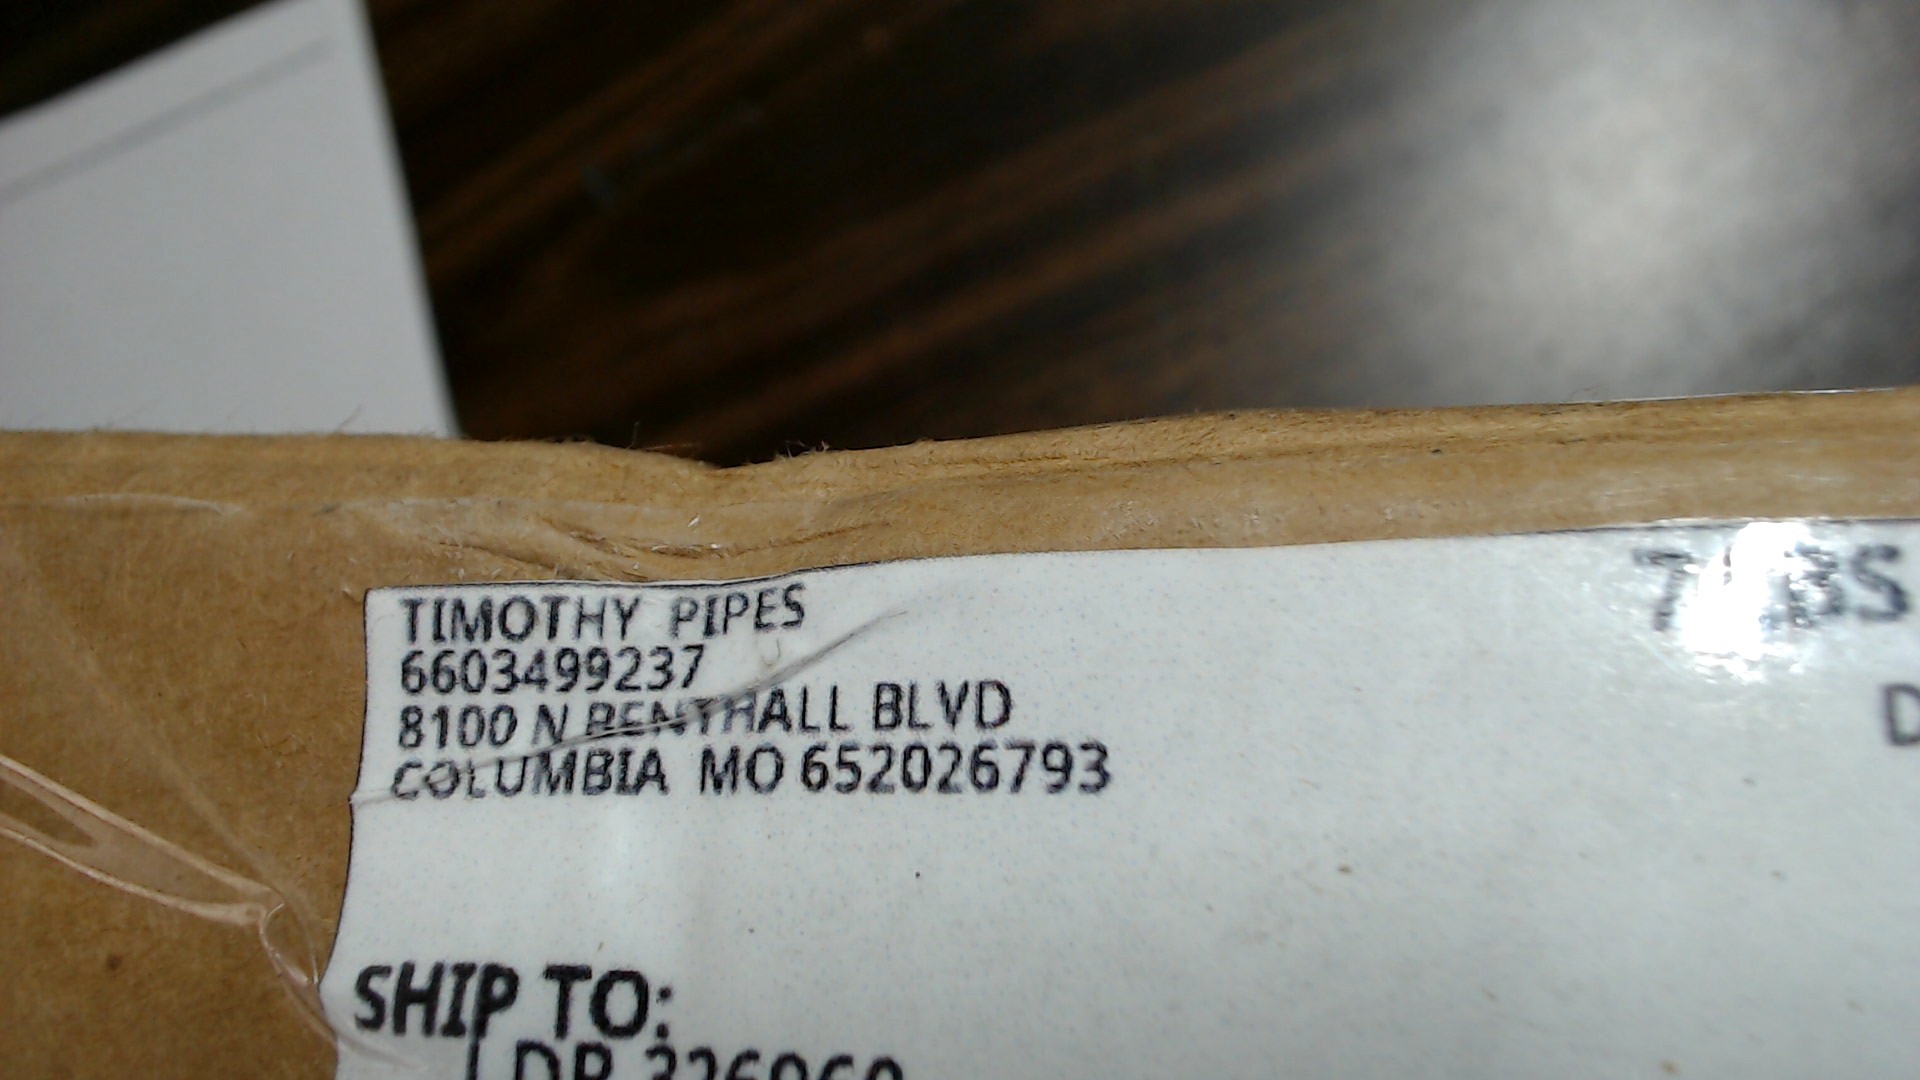 TIMOTHY PIPES
6603499237
8100 N BENTHALL BLVD
COLUMBIA MO 652026793
SHIP TO: